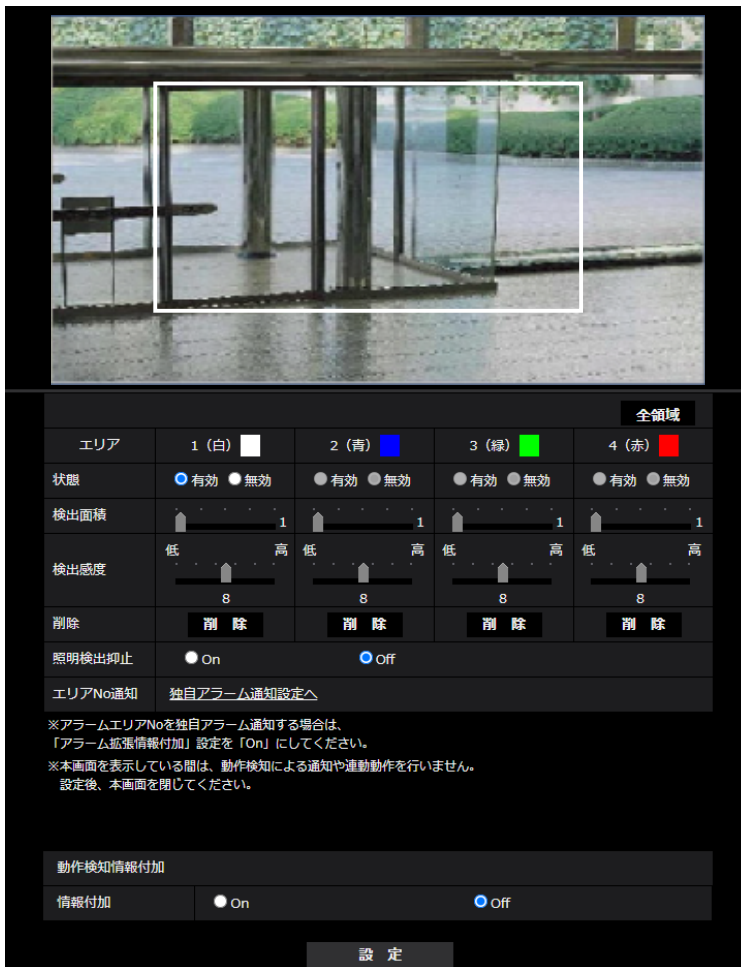 全領域
エリア 1（白） 2（青） 3（緑） 4（赤）
状態 有効 無効 有効 無効 有効 無効 有効 無効
検出面積 1 1 1 1
低 高 低 高 低 高 低 高
検出感度
8 8 8 8
削除 削 除 削 除 削 除 削 除
照明検出抑止 On Off
エリアNo通知 独自アラーム通知設定へ
※アラームエリアNoを独自アラーム通知する場合は、
「アラーム拡張情報付加」設定を「On」にしてください。
※本画面を表示している間は、動作検知による通知や連動動作を行いません。
設定後、本画面を閉じてください。
動作検知情報付加
情報付加 On Off
設 定